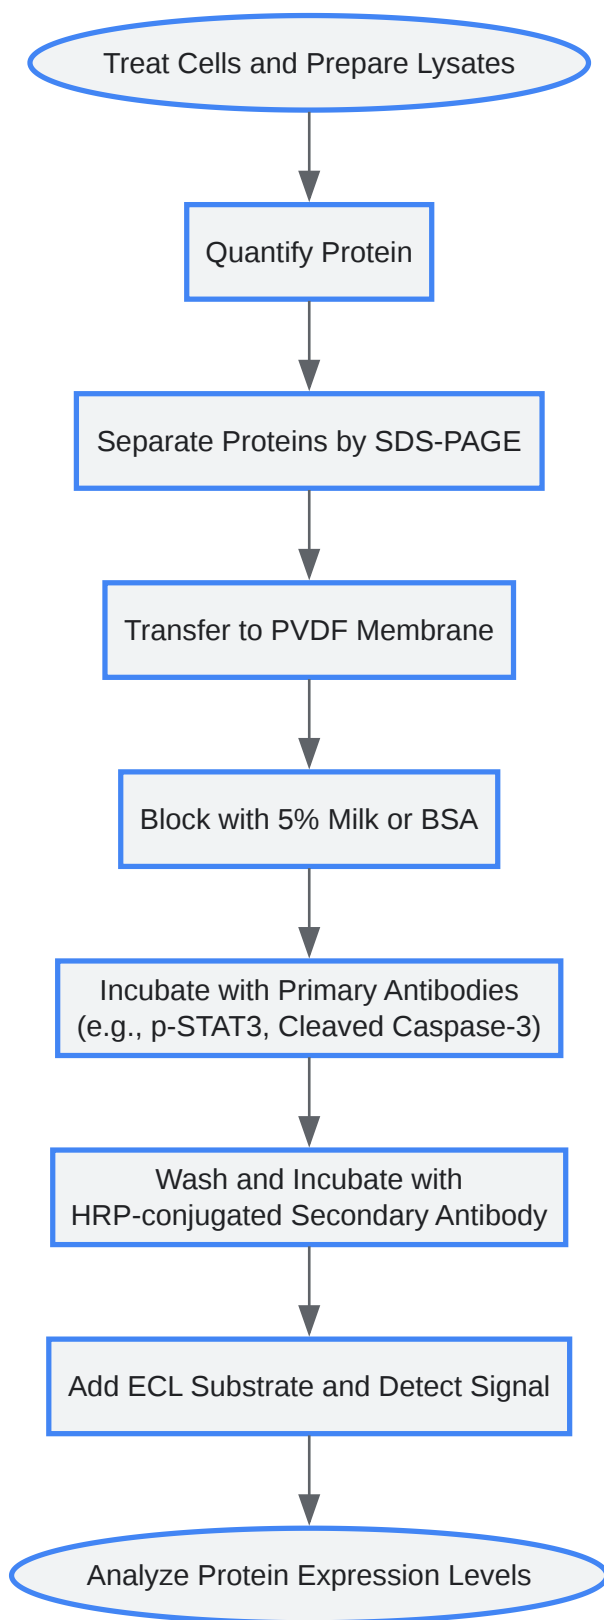 Treat Cells and Prepare Lysates
Quantify Protein
Separate Proteins by SDS-PAGE
Transfer to PVDF Membrane
Block with 5% Milk or BSA
Incubate with Primary Antibodies
(e.g., p-STAT3, Cleaved Caspase-3)
Wash and Incubate with
HRP-conjugated Secondary Antibody
Add ECL Substrate and Detect Signal
Analyze Protein Expression Levels